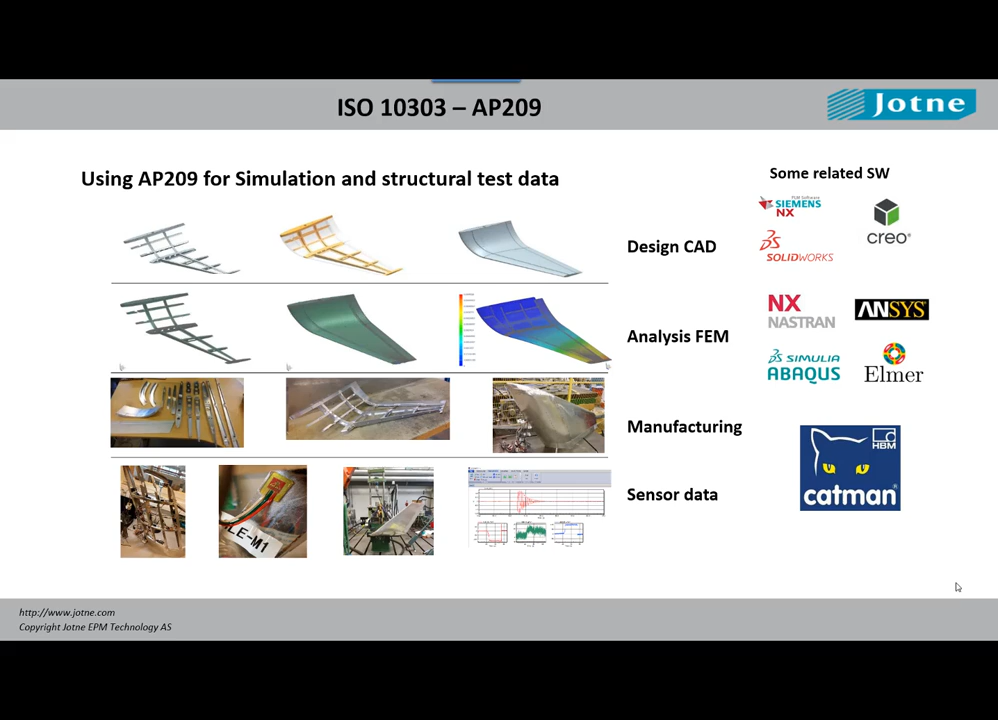 ISO 10303 – AP209
Jotne
Using AP209 for Simulation and structural test data
Some related SW
SIEMENS
NX
creo®
SOLIDWORKS
Design CAD
NX
NASTRAN
ANSYS
Analysis FEM
SIMULIA
ABAQUS
Elmer
Manufacturing
HBM
catman®
Sensor data
LE-M1
http://www.jotne.com
Copyright Jotne EPM Technology AS